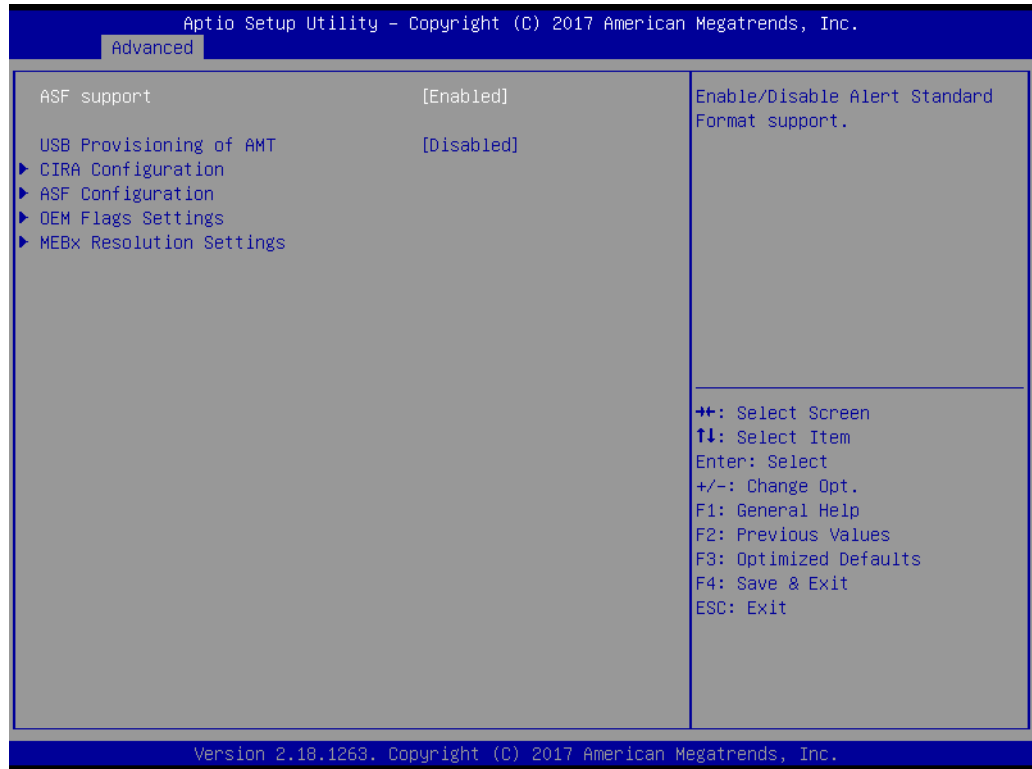 Aptio Setup Utility – Copyright (C) 2017 American Megatrends, Inc.
Advanced
ASF support [Enabled]
USB Provisioning of AMT [Disabled]
CIRA Configuration
ASF Configuration
OEM Flags Settings
MEBx Resolution Settings
Enable/Disable Alert Standard
Format support.
→←: Select Screen
↑↓: Select Item
Enter: Select
+/-: Change Opt.
F1: General Help
F2: Previous Values
F3: Optimized Defaults
F4: Save & Exit
ESC: Exit
Version 2.18.1263. Copyright (C) 2017 American Megatrends, Inc.